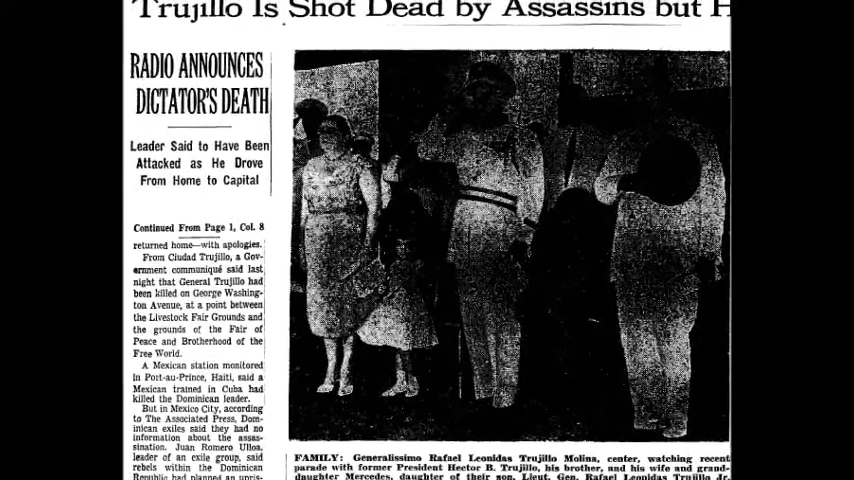 Trujillo Is Shot Dead by Assassins but H
RADIO ANNOUNCES
DICTATOR'S DEATH
Leader Said to Have Been
Attacked as He Drove
From Home to Capital
Continued From Page 1, Col. 8
returned home—with apologies.
From Ciudad Trujillo, a Gov-
ernment communiqué said last
night that General Trujillo had
been killed on George Washing-
ton Avenue, at a point between
the Livestock Fair Grounds and
the grounds of the Fair of
Peace and Brotherhood of the
Free World.
A Mexican station monitored
in Port-au-Prince, Haiti, said a
Mexican trained in Cuba had
killed the Dominican leader.
But in Mexico City, according
to The Associated Press, Dom-
inican exiles said they had no
information about the assas-
sination. Juan Romero Ulloa,
leader of an exile group, said
rebels within the Dominican
Republic had planned an upris-
FAMILY: Generalissimo Rafael Leonidas Trujillo Molina, center, watching recent
parade with former President Hector B. Trujillo, his brother, and his wife and grand-
daughter Mercedes, daughter of their son, Lieut. Gen. Rafael Leonidas Trujillo Jr.